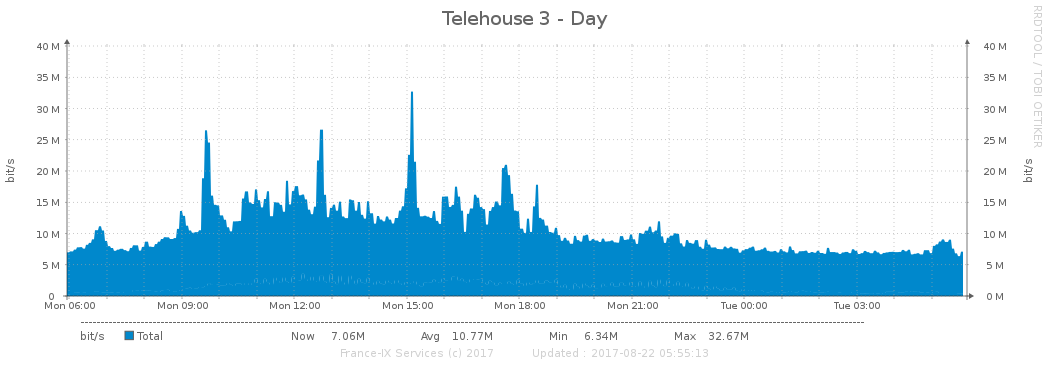 Telehouse 3 - Day
RRDTOOL / TOBI OETIKER
bit/s
bit/s
40 M 40 M
35 M 35 M
30 M 30 M
25 M 25 M
20 M 20 M
15 M 15 M
10 M 10 M
5 M 5 M
0 0 M
Mon 06:00 Mon 09:00 Mon 12:00 Mon 15:00 Mon 18:00 Mon 21:00 Tue 00:00 Tue 03:00
bit/s Total Now 7.06M Avg 10.77M Min 6.34M Max 32.67M
France-IX Services (c) 2017 Updated : 2017-08-22 05:55:13